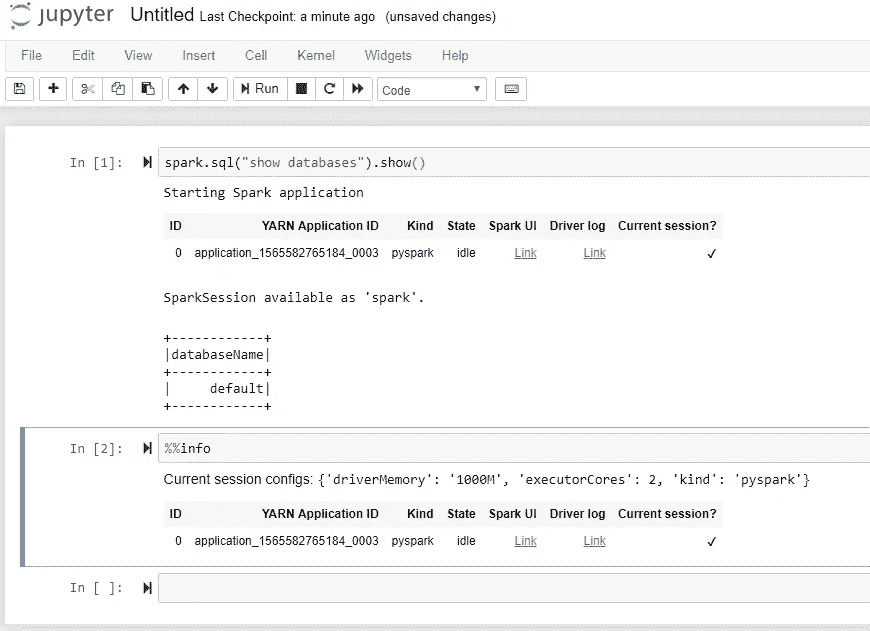 jupyter Untitled Last Checkpoint: a minute ago (unsaved changes)
File Edit View Insert Cell Kernel Widgets Help
Run Code
In [1]: spark.sql("show databases").show()
Starting Spark application
ID YARN Application ID Kind State Spark UI Driver log Current session?
0 application_1565582765184_0003 pyspark idle Link Link ✓
SparkSession available as 'spark'.
+------------+
|databaseName|
+------------+
|     default|
+------------+
In [2]: %%info
Current session configs: {'driverMemory': '1000M', 'executorCores': 2, 'kind': 'pyspark'}
ID YARN Application ID Kind State Spark UI Driver log Current session?
0 application_1565582765184_0003 pyspark idle Link Link ✓
In [ ]: